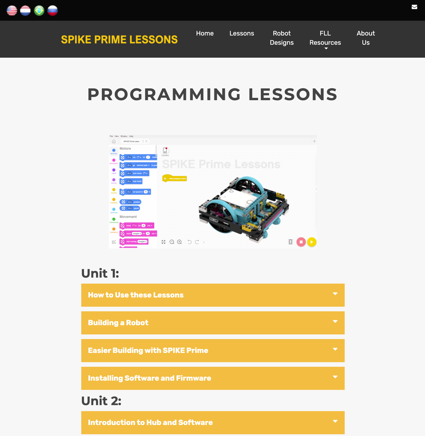 SPIKE PRIME LESSONS
Home
Lessons
Robot
Designs
FLL
Resources
About
Us
PROGRAMMING LESSONS
Motors
SPIKE Prime Lessons
Movement
Unit 1:
How to Use these Lessons
Building a Robot
Easier Building with SPIKE Prime
Installing Software and Firmware
Unit 2:
Introduction to Hub and Software